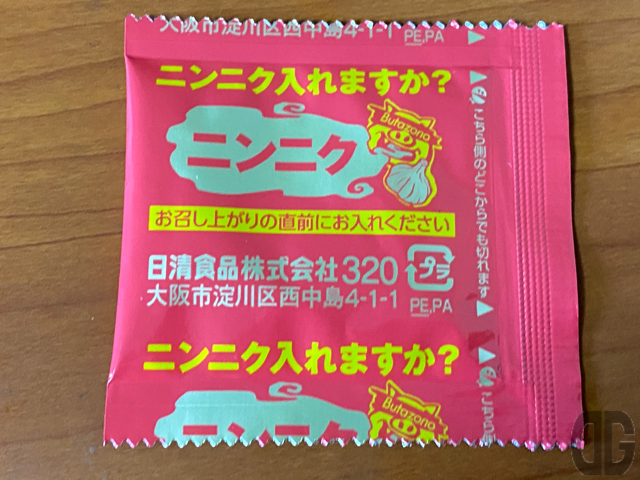 大阪市淀川区西中島4-1-1 PE,PA
ニンニク入れますか?
Butazono
ニンニク
お召し上がりの直前にお入れください
日清食品株式会社 320 プラ
大阪市淀川区西中島4-1-1 PE,PA
こちら側のどこからでも切れます
ニンニク入れますか?
Butazono
ニンニク
こちら側
DG